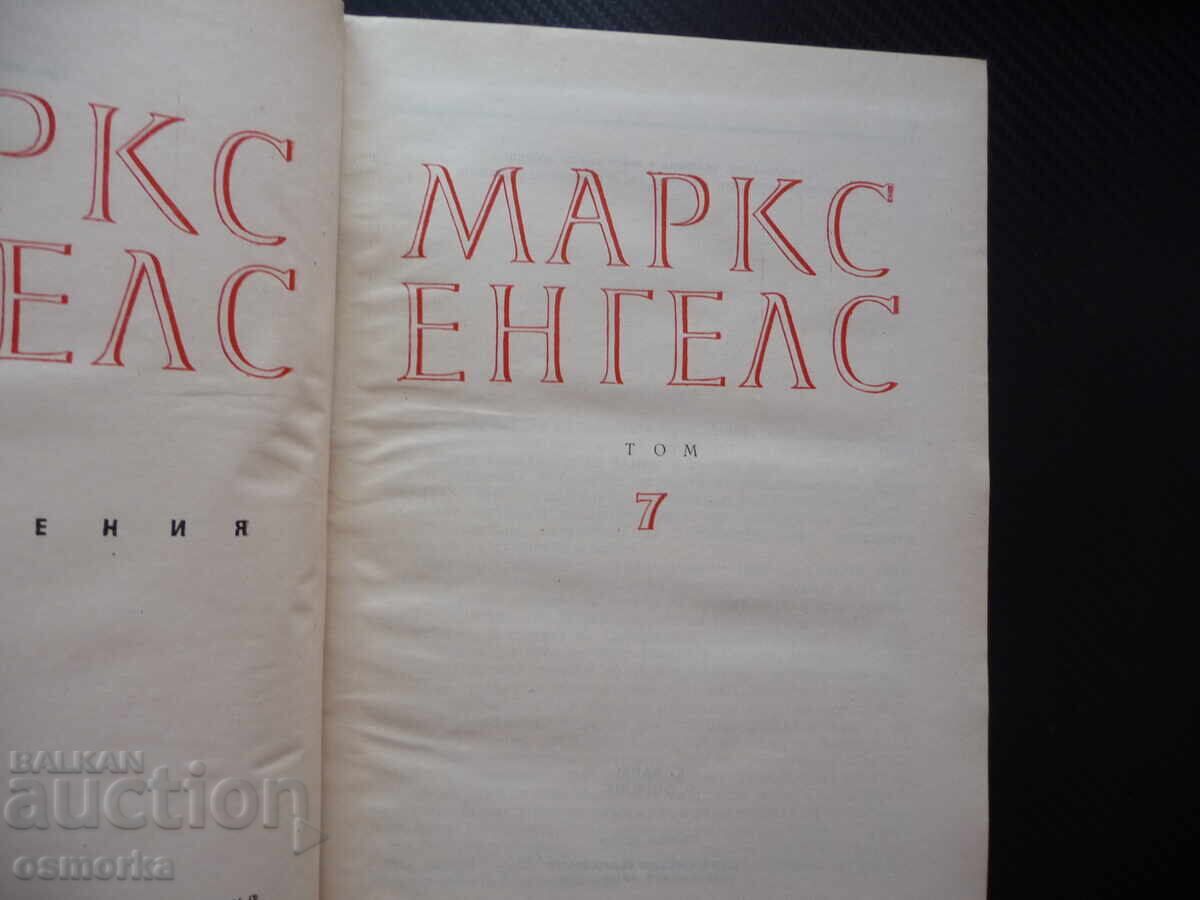 РКС
ЕЛС
ЕНИЯ
МАРКС
ЕНГЕЛС
ТОМ
7
BALKAN
auction
osmorka